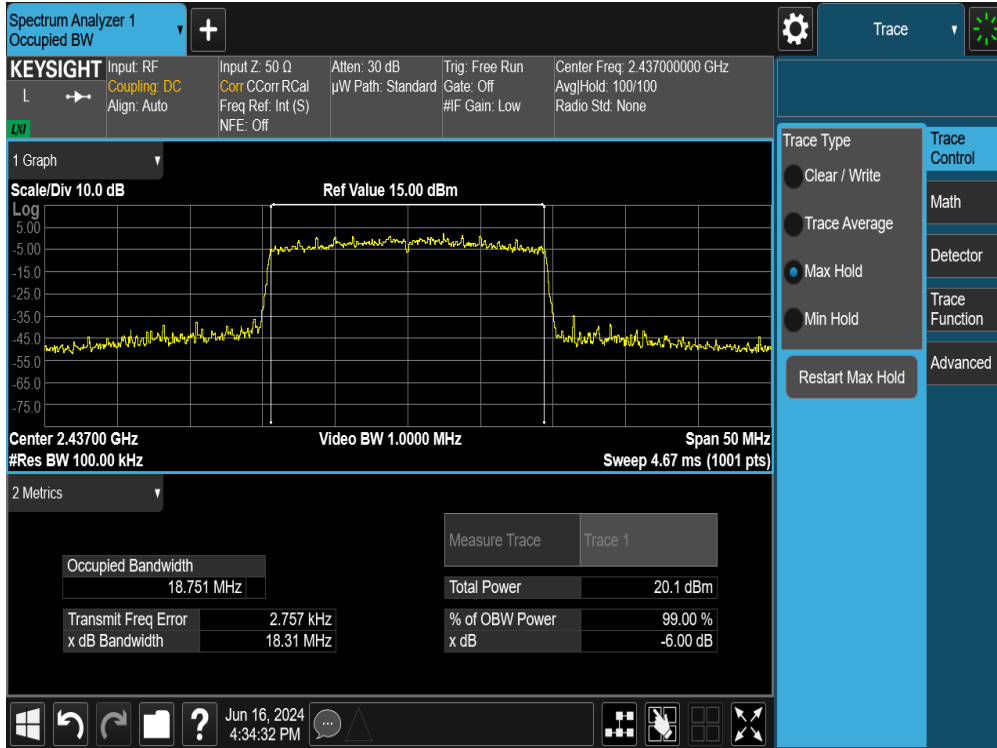 Spectrum Analyzer 1
Occupied BW
+
Trace
KEYSIGHT
L
LXI
Input: RF
Coupling: DC
Align: Auto
Input Z: 50 Ω
Corr CCorr RCal
Freq Ref: Int (S)
NFE: Off
Atten: 30 dB
µW Path: Standard
Trig: Free Run
Gate: Off
#IF Gain: Low
Center Freq: 2.437000000 GHz
Avg|Hold: 100/100
Radio Std: None
1 Graph
Scale/Div 10.0 dB
Ref Value 15.00 dBm
Log
5.00
-5.00
-15.0
-25.0
-35.0
-45.0
-55.0
-65.0
-75.0
Center 2.43700 GHz
Video BW 1.0000 MHz
Span 50 MHz
#Res BW 100.00 kHz
Sweep 4.67 ms (1001 pts)
2 Metrics
Measure Trace Trace 1
Occupied Bandwidth
18.751 MHz
Total Power 20.1 dBm
Transmit Freq Error 2.757 kHz
% of OBW Power 99.00 %
x dB Bandwidth 18.31 MHz
x dB -6.00 dB
Trace Type
Clear / Write
Trace Average
Max Hold
Min Hold
Restart Max Hold
Trace
Control
Math
Detector
Trace
Function
Advanced
?
Jun 16, 2024
4:34:32 PM